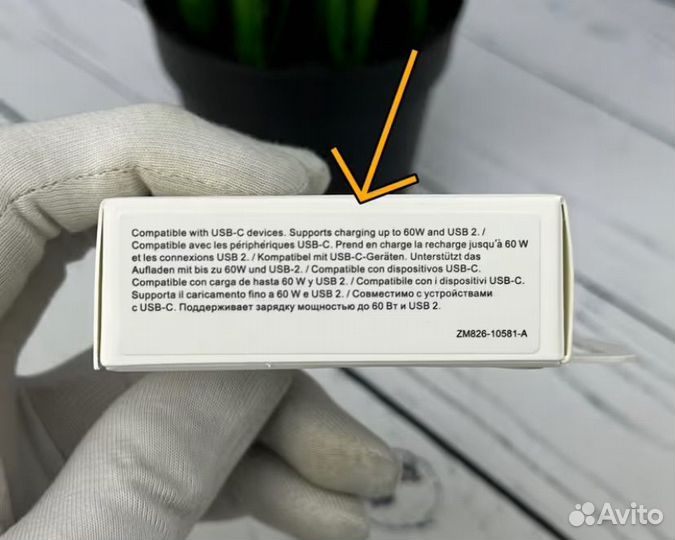 Compatible with USB-C devices. Supports charging up to 60W and USB 2. /
Compatible avec les périphériques USB-C. Prend en charge la recharge jusqu'à 60 W
et les connexions USB 2. / Kompatibel mit USB-C-Geräten. Unterstützt das
Aufladen mit bis zu 60W und USB-2. / Compatible con dispositivos USB-C.
Compatible con carga de hasta 60 W y USB 2. / Compatibile con i dispositivi USB-C.
Supporta il caricamento fino a 60 W e USB 2. / Совместимо с устройствами
с USB-C. Поддерживает зарядку мощностью до 60 Вт и USB 2.
ZM826-10581-A
Avito